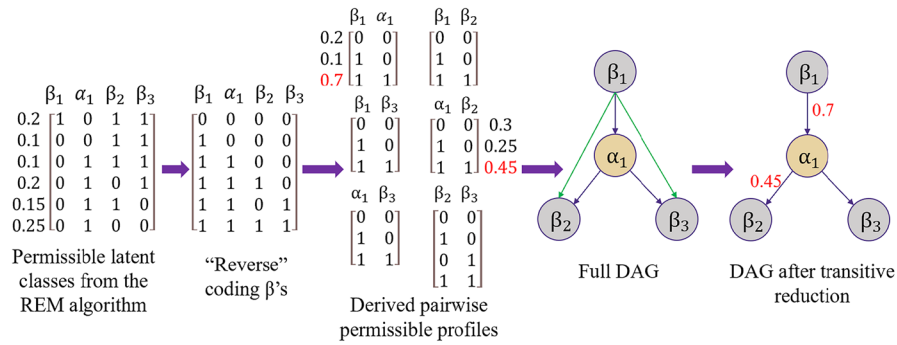 β₁ α₁ β₂ β₃
0.2 1 0 1 1
0.1 0 0 1 1
0.1 0 1 1 1
0.2 0 1 0 1
0.15 0 1 1 0
0.25 0 1 0 0
Permissible latent
classes from the
REM algorithm
β₁ α₁ β₂ β₃
0 0 0 0
1 0 0 0
1 1 0 0
1 1 1 0
1 1 0 1
1 1 1 1
“Reverse”
coding β’s
β₁ α₁
0.2 0 0
0.1 1 0
0.7 1 1
β₁ β₂
0 0
1 0
1 1
β₁ β₃
0 0
1 0
1 1
α₁ β₂
0 0 0.3
1 0 0.25
1 1 0.45
α₁ β₃
0 0
1 0
1 1
β₂ β₃
0 0
1 0
0 1
1 1
Derived pairwise
permissible profiles
β₁
α₁
β₂ β₃
Full DAG
β₁
0.7
α₁
0.45
β₂ β₃
DAG after transitive
reduction